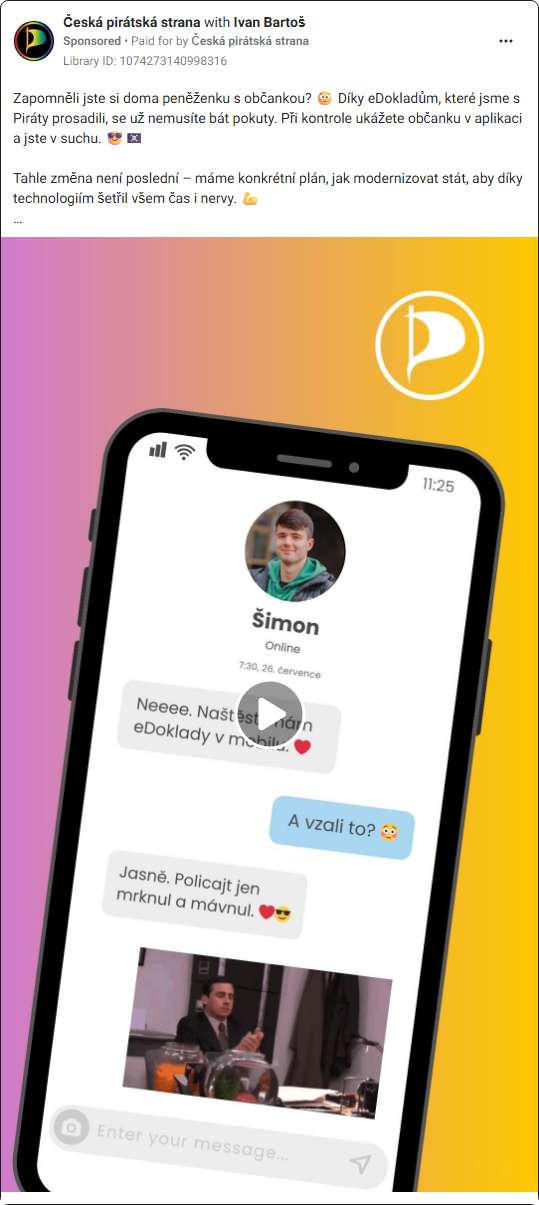 Česká pirátská strana with Ivan Bartoš
Sponsored • Paid for by Česká pirátská strana
Library ID: 1074273140998316
Zapomněli jste si doma peněženku s občankou? 😳 Díky eDokladům, které jsme s
Piráty prosadili, se už nemusíte bát pokuty. Při kontrole ukážete občanku v aplikaci
a jste v suchu. 😎 🏴‍☠️
Tahle změna není poslední – máme konkrétní plán, jak modernizovat stát, aby díky
technologiím šetřil všem čas i nervy. 💪
...
11:25
Šimon
Online
7:30, 26. července
Neeee. Naštěstí mám
eDoklady v mobilu. ❤️
A vzali to? 😳
Jasně. Policajt jen
mrknul a mávnul. ❤️😎
Enter your message...